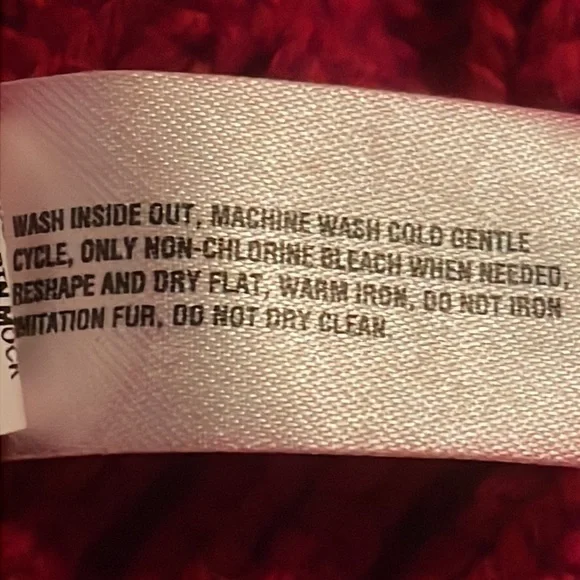 WASH INSIDE OUT, MACHINE WASH COLD GENTLE
CYCLE, ONLY NON-CHLORINE BLEACH WHEN NEEDED,
RESHAPE AND DRY FLAT, WARM IRON, DO NOT IRON
IMITATION FUR, DO NOT DRY CLEAN.